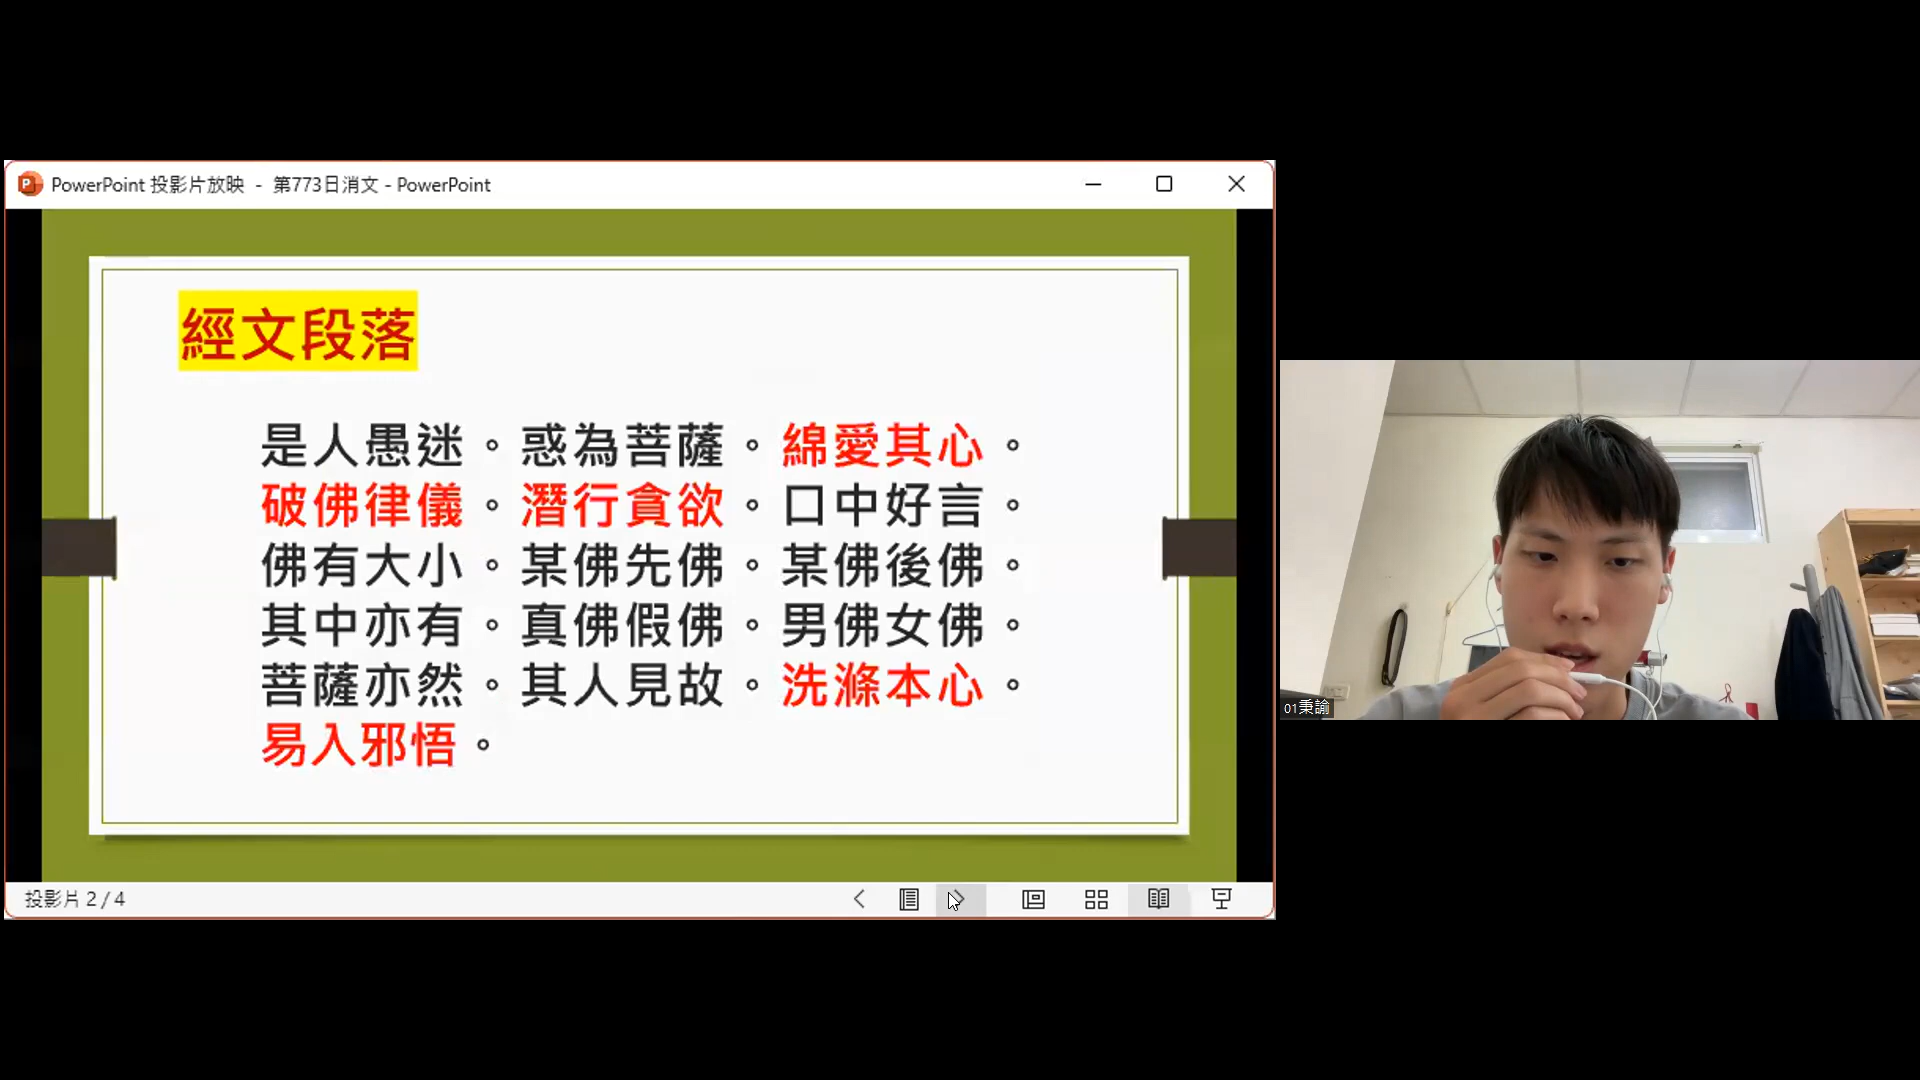 PowerPoint 投影片放映 - 第773日消文 - PowerPoint
經文段落
是人愚迷。惑為菩薩。綿愛其心。
破佛律儀。潛行貪欲。口中好言。
佛有大小。某佛先佛。某佛後佛。
其中亦有。真佛假佛。男佛女佛。
菩薩亦然。其人見故。洗滌本心。
易入邪悟。
投影片 2 / 4
01秉諭